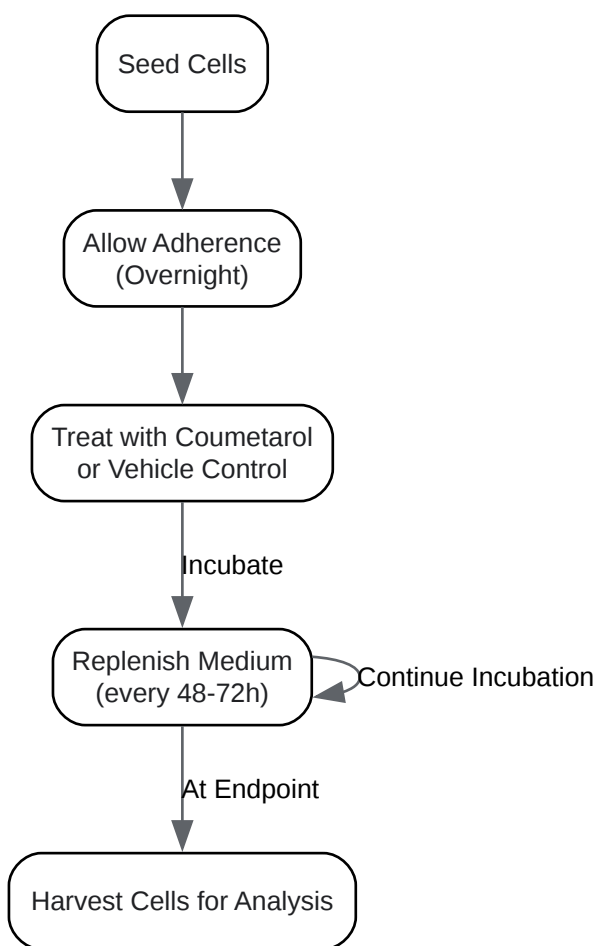 Seed Cells
Allow Adherence
(Overnight)
Treat with Coumetarol
or Vehicle Control
Incubate
Replenish Medium
(every 48-72h)
Continue Incubation
At Endpoint
Harvest Cells for Analysis